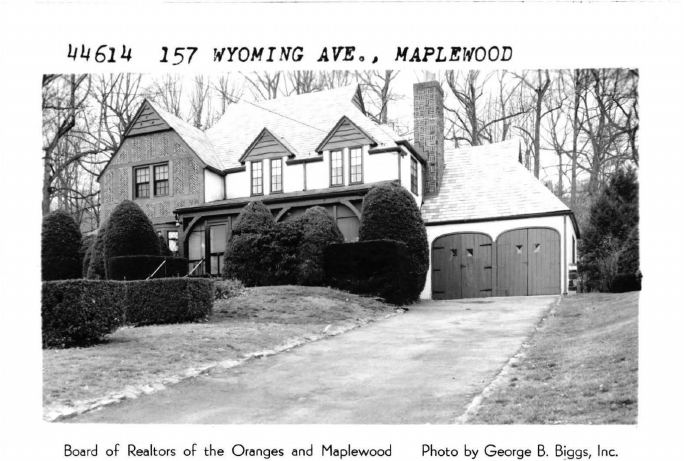 44614 157 WYOMING AVE., MAPLEWOOD
Board of Realtors of the Oranges and Maplewood Photo by George B. Biggs, Inc.